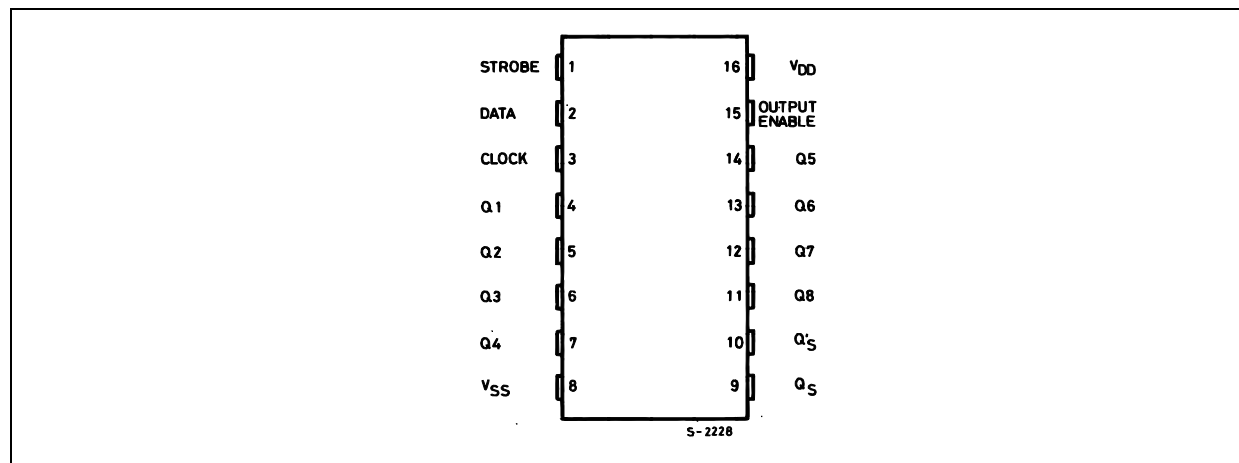 STROBE 1 16 VDD
DATA 2 15 OUTPUT ENABLE
CLOCK 3 14 Q5
Q1 4 13 Q6
Q2 5 12 Q7
Q3 6 11 Q8
Q4 7 10 Q'S
VSS 8 9 QS
S-2228